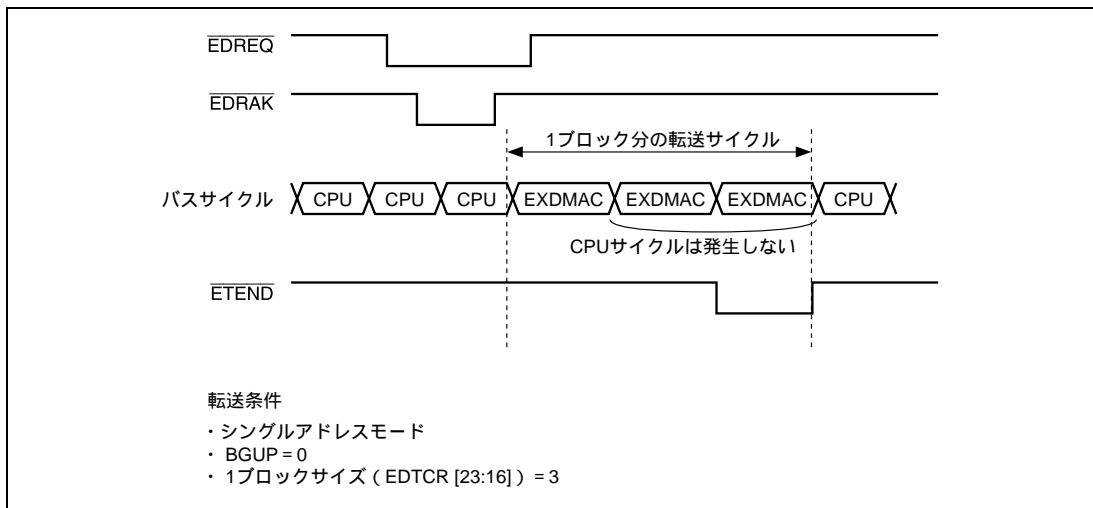 EDREQ
EDRAK
1ブロック分の転送サイクル
バスサイクル CPU CPU CPU EXDMAC EXDMAC EXDMAC CPU
CPUサイクルは発生しない
ETEND
転送条件
・シングルアドレスモード
・ BGUP = 0
・ 1ブロックサイズ（EDTCR [23:16]）= 3